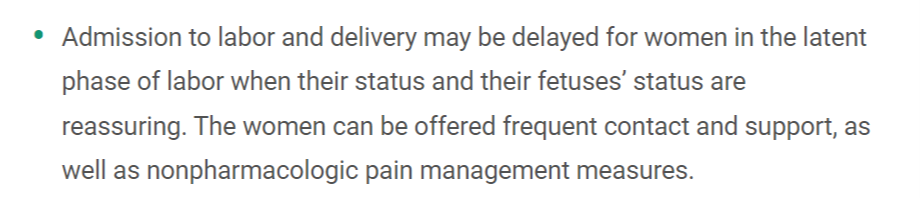 • Admission to labor and delivery may be delayed for women in the latent
phase of labor when their status and their fetuses’ status are
reassuring. The women can be offered frequent contact and support, as
well as nonpharmacologic pain management measures.